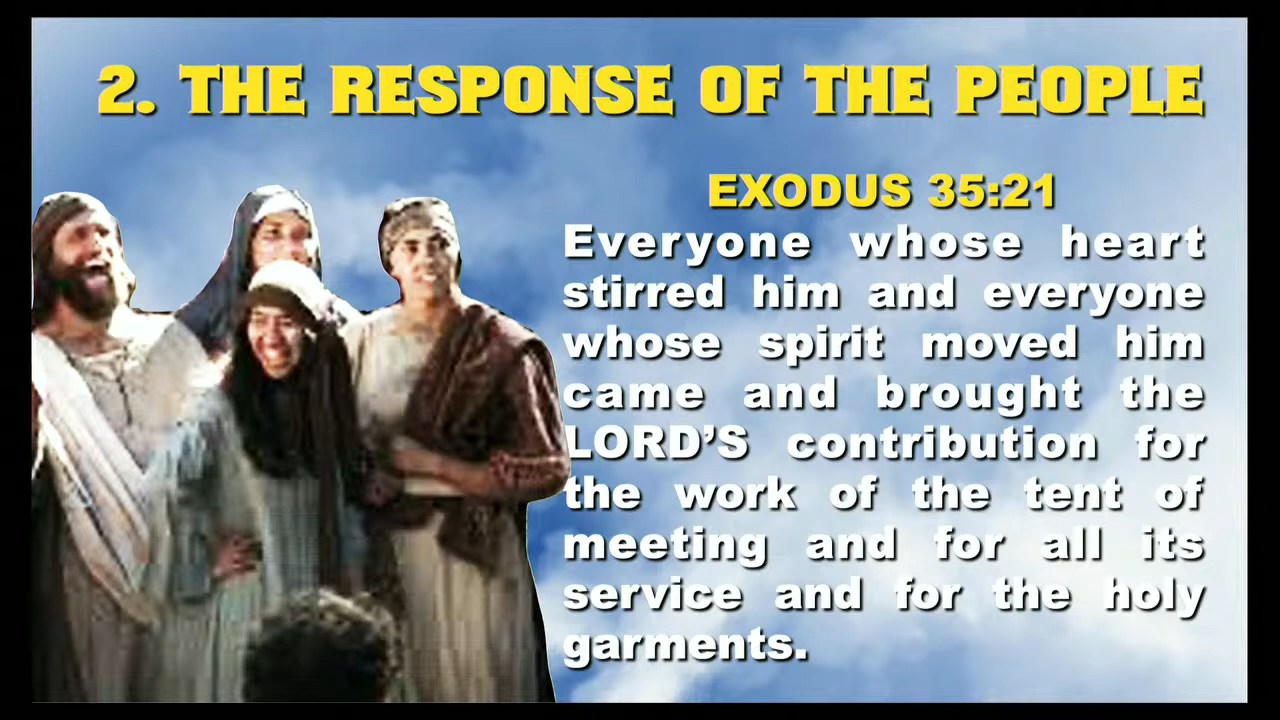 2. THE RESPONSE OF THE PEOPLE
EXODUS 35:21
Everyone whose heart
stirred him and everyone
whose spirit moved him
came and brought the
LORD’S contribution for
the work of the tent of
meeting and for all its
service and for the holy
garments.